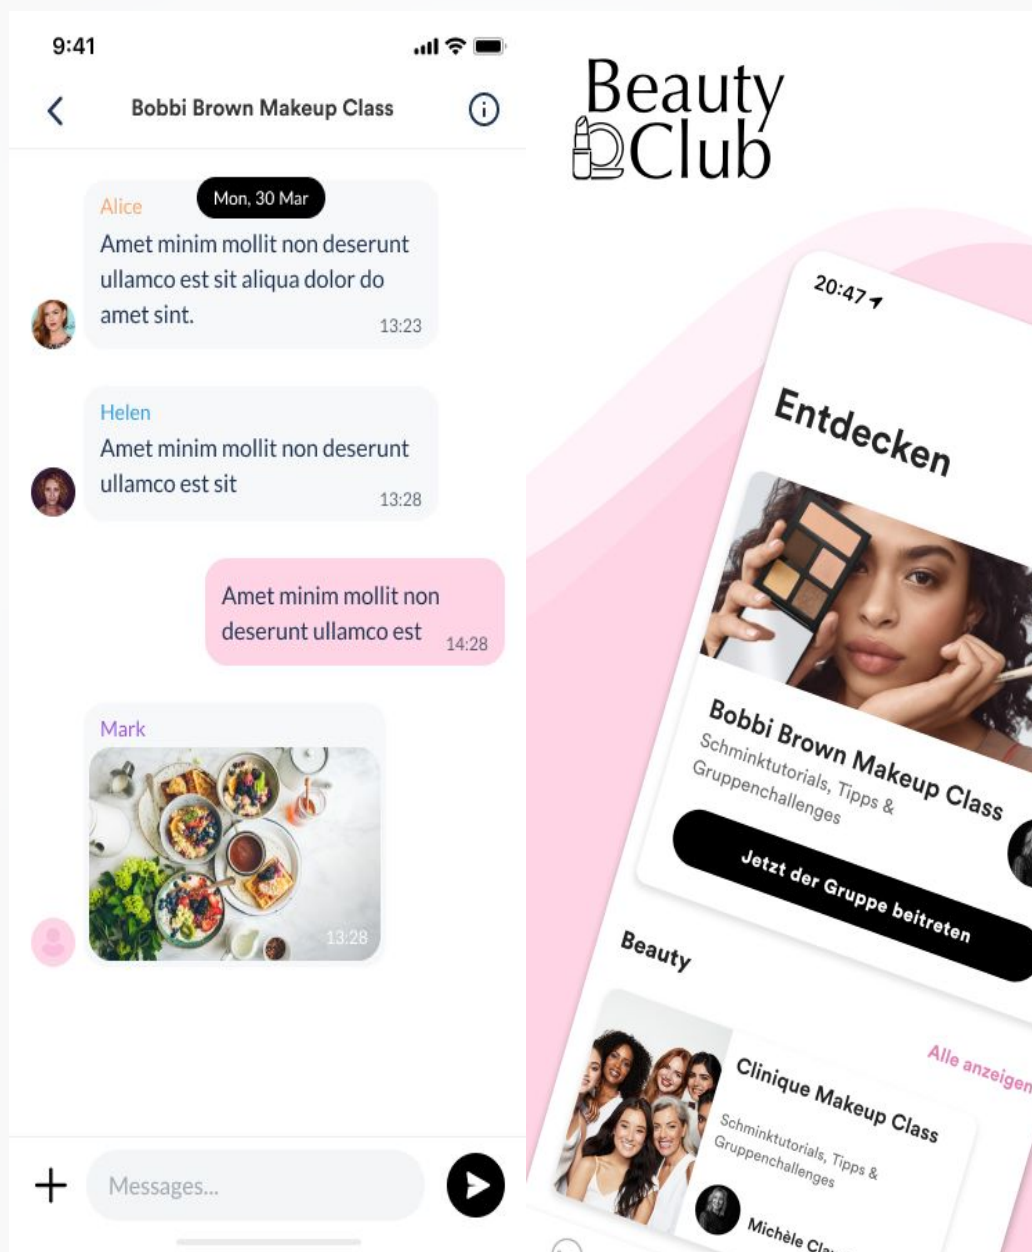 9:41
Bobbi Brown Makeup Class
Mon, 30 Mar
Alice
Amet minim mollit non deserunt
ullamco est sit aliqua dolor do
amet sint.
13:23
Helen
Amet minim mollit non deserunt
ullamco est sit
13:28
Amet minim mollit non
deserunt ullamco est
14:28
Mark
13:28
Messages...
Beauty
Club
20:47
Entdecken
Bobbi Brown Makeup Class
Schminktutorials, Tipps &
Gruppenchallenges
Jetzt der Gruppe beitreten
Beauty
Alle anzeigen
Clinique Makeup Class
Schminktutorials, Tipps &
Gruppenchallenges
Michèle